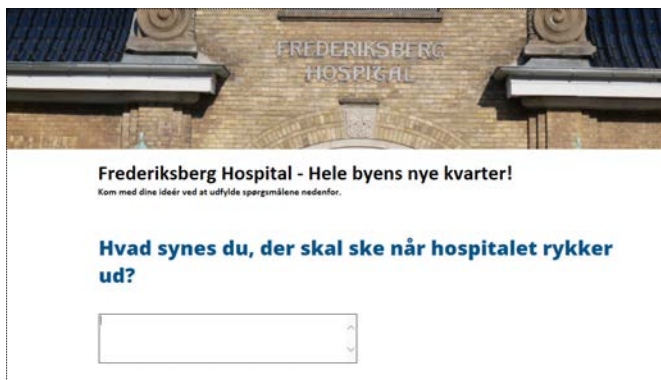 FREDERIKSBERG
HOSPITAL
Frederiksberg Hospital - Hele byens nye kvarter!
Kom med dine ideér ved at udfylde spørgsmålene nedenfor.
Hvad synes du, der skal ske når hospitalet rykker
ud?